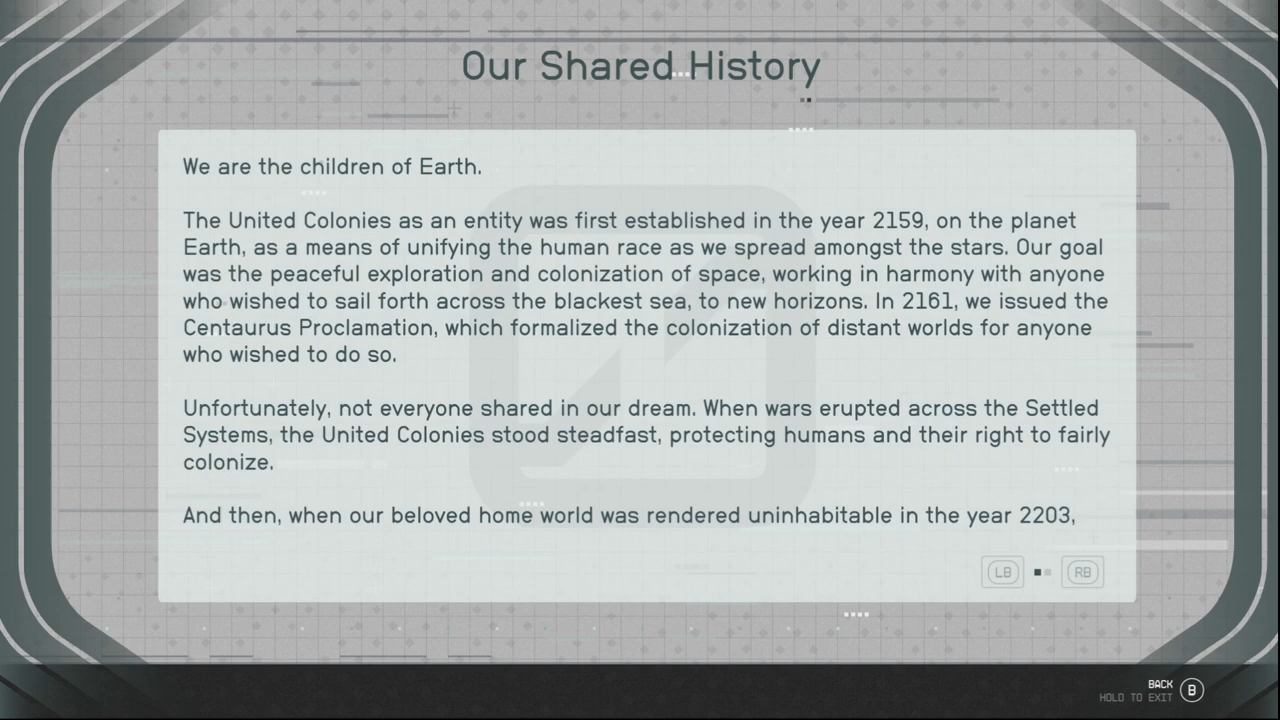 Our Shared History
We are the children of Earth.
The United Colonies as an entity was first established in the year 2159, on the planet
Earth, as a means of unifying the human race as we spread amongst the stars. Our goal
was the peaceful exploration and colonization of space, working in harmony with anyone
who wished to sail forth across the blackest sea, to new horizons. In 2161, we issued the
Centaurus Proclamation, which formalized the colonization of distant worlds for anyone
who wished to do so.
Unfortunately, not everyone shared in our dream. When wars erupted across the Settled
Systems, the United Colonies stood steadfast, protecting humans and their right to fairly
colonize.
And then, when our beloved home world was rendered uninhabitable in the year 2203,
LB RB
BACK B
HOLD TO EXIT